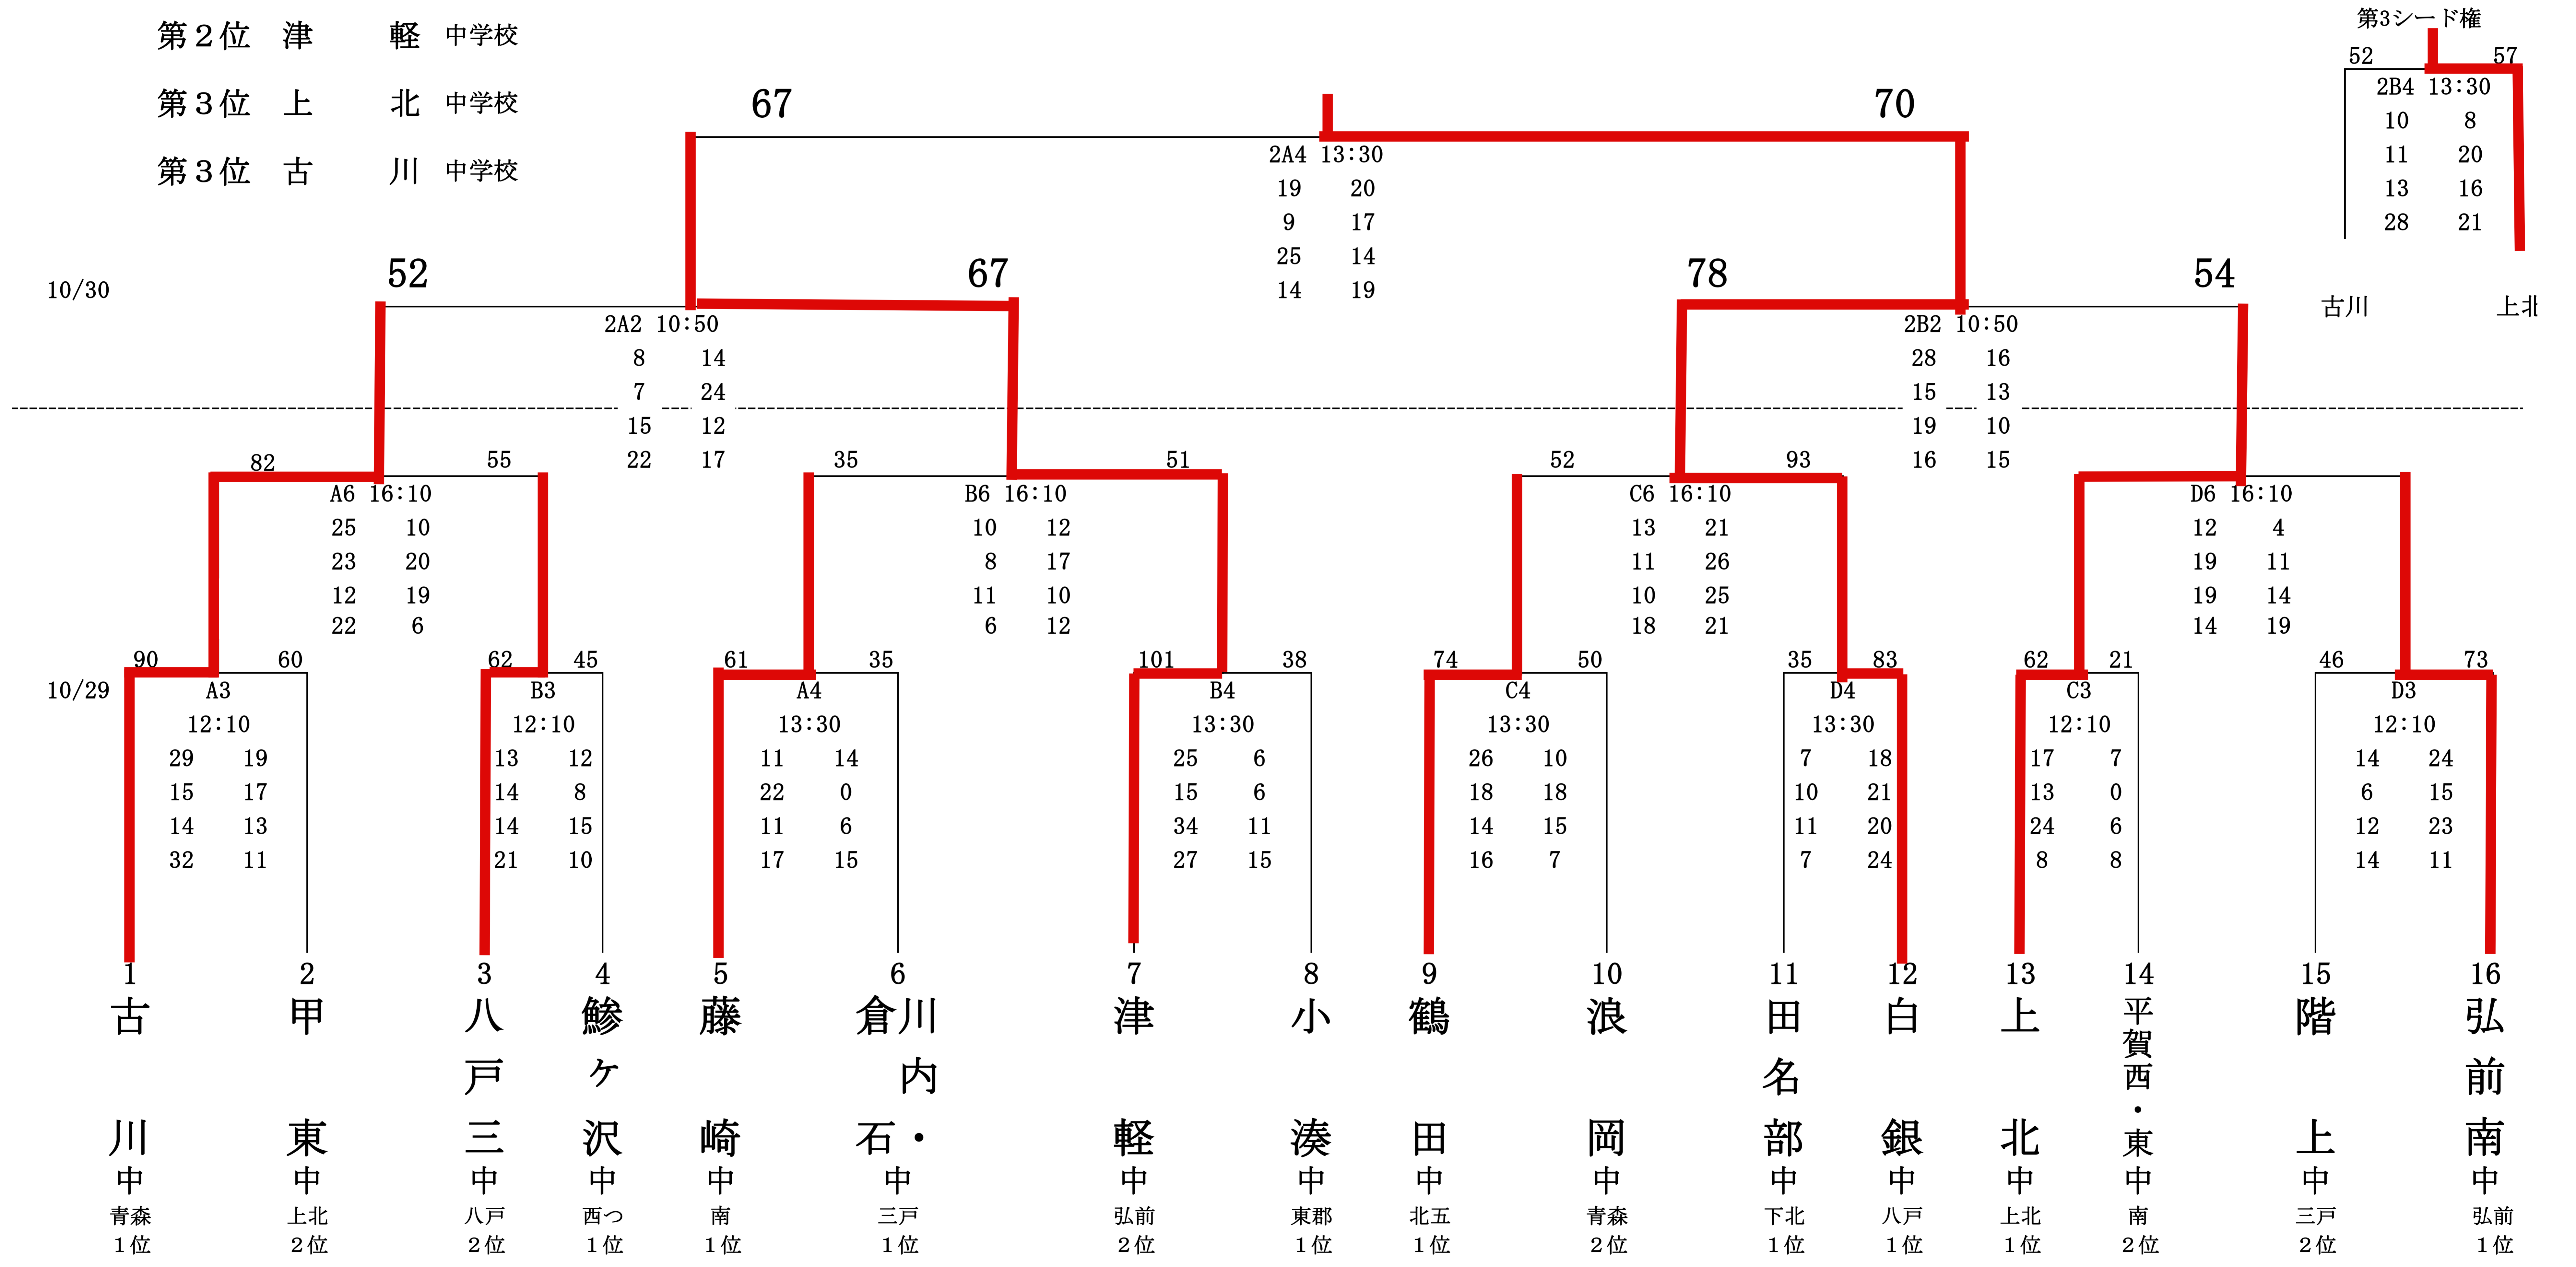 第２位 津 軽 中学校
第３位 上 北 中学校
第３位 古 川 中学校
第3シード権
52 57
2B4 13:30
10 8
11 20
13 16
28 21
古川 上北
67 70
2A4 13:30
19 20
9 17
25 14
14 19
10/30
52 67
2A2 10:50
8 14
7 24
15 12
22 17
78 54
2B2 10:50
28 16
15 13
19 10
16 15
82 55
A6 16:10
25 10
23 20
12 19
22 6
35 51
B6 16:10
10 12
8 17
11 10
6 12
52 93
C6 16:10
13 21
11 26
10 25
18 21
D6 16:10
12 4
19 11
19 14
14 19
10/29
90 60
A3
12:10
29 19
15 17
14 13
32 11
62 45
B3
12:10
13 12
14 8
14 15
21 10
61 35
A4
13:30
11 14
22 0
11 6
17 15
101 38
B4
13:30
25 6
15 6
34 11
27 15
74 50
C4
13:30
26 10
18 18
14 15
16 7
35 83
D4
13:30
7 18
10 21
11 20
7 24
62 21
C3
12:10
17 7
13 0
24 6
8 8
46 73
D3
12:10
14 24
6 15
12 23
14 11
1
古川中
青森
１位
2
甲東中
上北
２位
3
八戸三中
八戸
２位
4
鰺ヶ沢中
西つ
１位
5
藤崎中
南
１位
6
川内・
倉石
中
三戸
１位
7
津軽中
弘前
２位
8
小湊中
東郡
１位
9
鶴田中
北五
１位
10
浪岡中
青森
２位
11
田名部中
下北
１位
12
白銀中
八戸
１位
13
上北中
上北
１位
14
平賀西・東中
南
２位
15
階上中
三戸
２位
16
弘前南中
弘前
１位